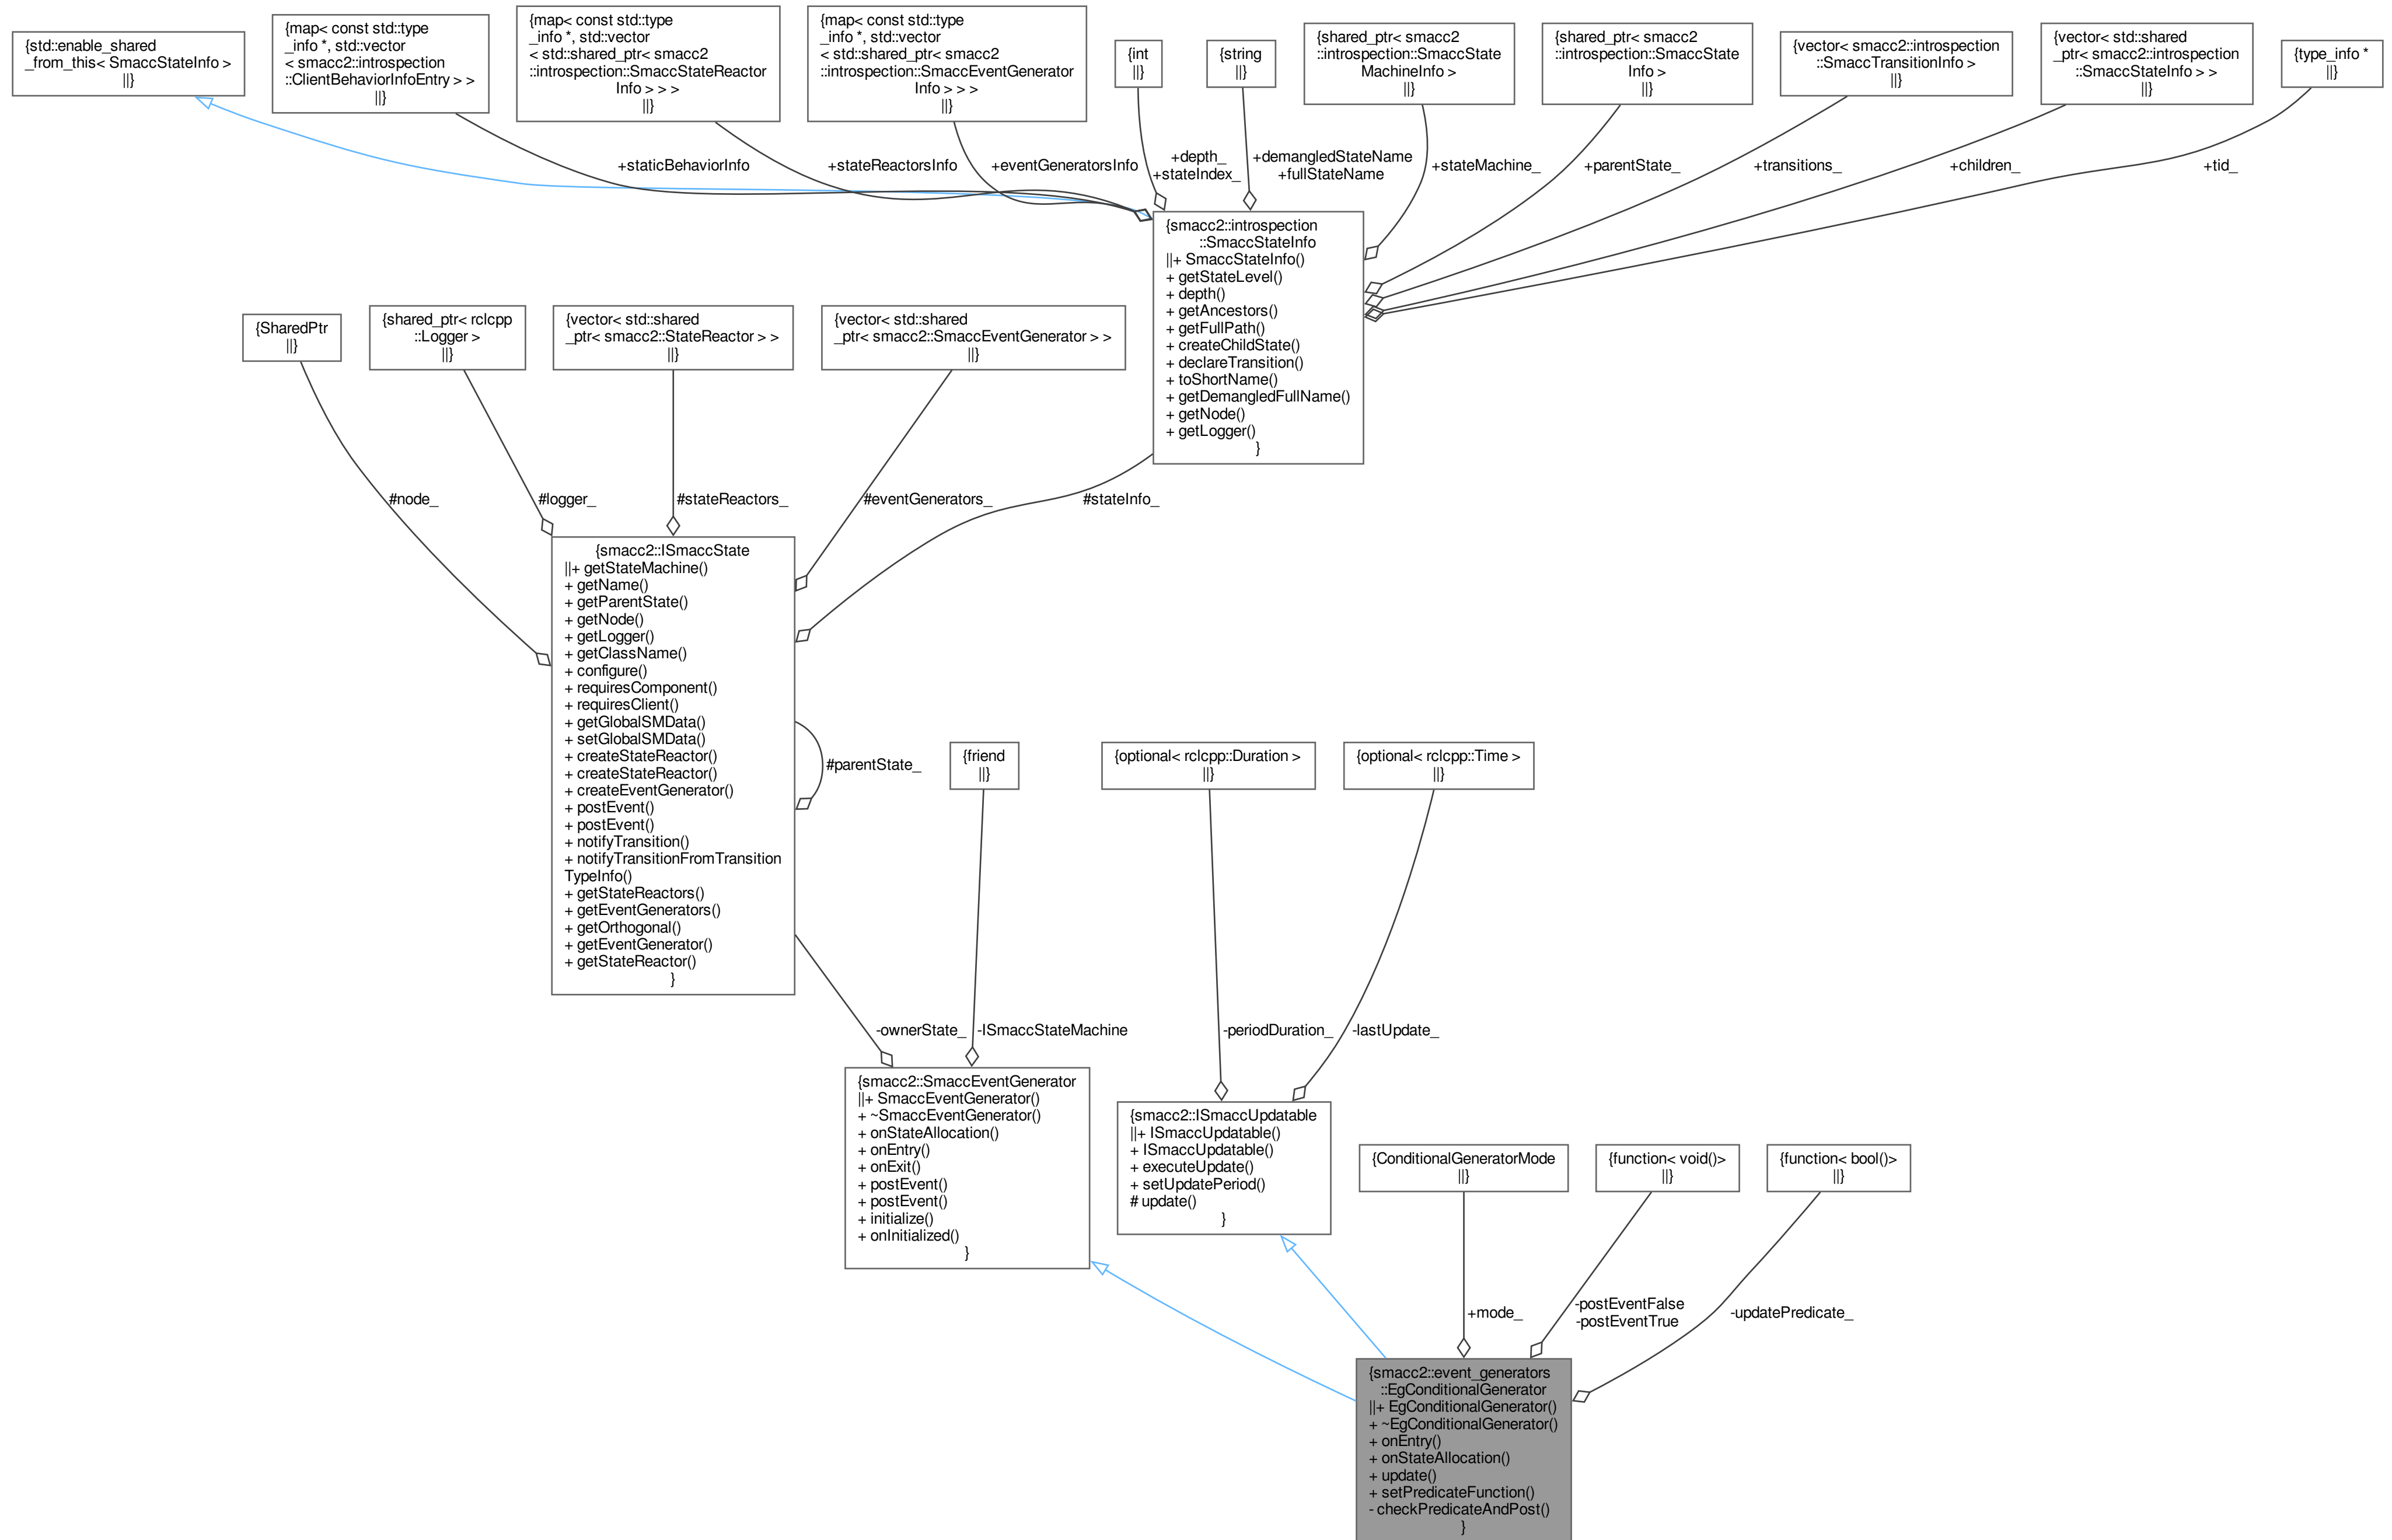 {std::enable_shared
_from_this< SmaccStateInfo >
||}
{map< const std::type
_info *, std::vector
< smacc2::introspection
::ClientBehaviorInfoEntry > >
||}
{map< const std::type
_info *, std::vector
< std::shared_ptr< smacc2
::introspection::SmaccStateReactor
Info > > >
||}
{map< const std::type
_info *, std::vector
< std::shared_ptr< smacc2
::introspection::SmaccEventGenerator
Info > > >
||}
{int
||}
{string
||}
{shared_ptr< smacc2
::introspection::SmaccState
MachineInfo >
||}
{shared_ptr< smacc2
::introspection::SmaccState
Info >
||}
{vector< smacc2::introspection
::SmaccTransitionInfo >
||}
{vector< std::shared
_ptr< smacc2::introspection
::SmaccStateInfo > >
||}
{type_info *
||}
+staticBehaviorInfo
+stateReactorsInfo
+eventGeneratorsInfo
+depth_
+stateIndex_
+demangledStateName
+fullStateName
+stateMachine_
+parentState_
+transitions_
+children_
+tid_
{smacc2::introspection
::SmaccStateInfo
||+ SmaccStateInfo()
+ getStateLevel()
+ depth()
+ getAncestors()
+ getFullPath()
+ createChildState()
+ declareTransition()
+ toShortName()
+ getDemangledFullName()
+ getNode()
+ getLogger()
}
{SharedPtr
||}
{shared_ptr< rclcpp
::Logger >
||}
{vector< std::shared
_ptr< smacc2::StateReactor > >
||}
{vector< std::shared
_ptr< smacc2::SmaccEventGenerator > >
||}
#node_
#logger_
#stateReactors_
#eventGenerators_
#stateInfo_
{smacc2::ISmaccState
||+ getStateMachine()
+ getName()
+ getParentState()
+ getNode()
+ getLogger()
+ getClassName()
+ configure()
+ requiresComponent()
+ requiresClient()
+ getGlobalSMData()
+ setGlobalSMData()
+ createStateReactor()
+ createStateReactor()
+ createEventGenerator()
+ postEvent()
+ postEvent()
+ notifyTransition()
+ notifyTransitionFromTransition
TypeInfo()
+ getStateReactors()
+ getEventGenerators()
+ getOrthogonal()
+ getEventGenerator()
+ getStateReactor()
}
#parentState_
{friend
||}
{optional< rclcpp::Duration >
||}
{optional< rclcpp::Time >
||}
-ownerState_
-ISmaccStateMachine
-periodDuration_
-lastUpdate_
{smacc2::SmaccEventGenerator
||+ SmaccEventGenerator()
+ ~SmaccEventGenerator()
+ onStateAllocation()
+ onEntry()
+ onExit()
+ postEvent()
+ postEvent()
+ initialize()
+ onInitialized()
}
{smacc2::ISmaccUpdatable
||+ ISmaccUpdatable()
+ ISmaccUpdatable()
+ executeUpdate()
+ setUpdatePeriod()
# update()
}
{ConditionalGeneratorMode
||}
{function< void()>
||}
{function< bool()>
||}
+mode_
-postEventFalse
-postEventTrue
-updatePredicate_
{smacc2::event_generators
::EgConditionalGenerator
||+ EgConditionalGenerator()
+ ~EgConditionalGenerator()
+ onEntry()
+ onStateAllocation()
+ update()
+ setPredicateFunction()
- checkPredicateAndPost()
}